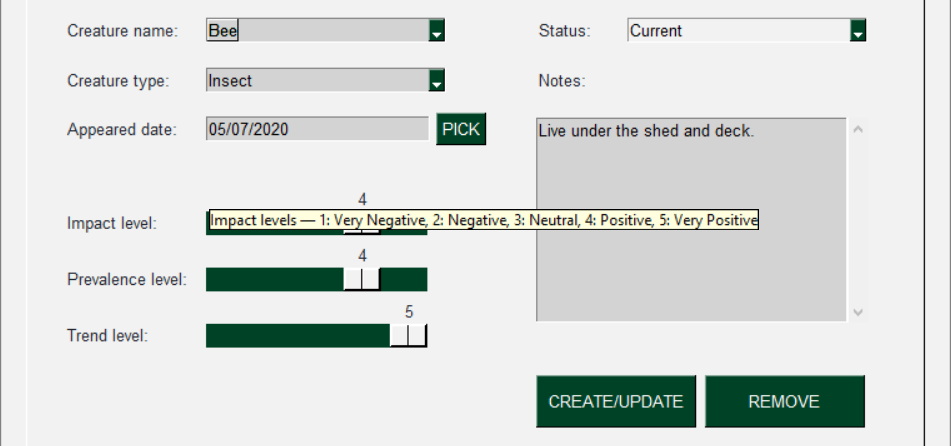 Creature name: Bee
Status: Current
Creature type: Insect
Notes:
Appeared date: 05/07/2020 PICK
Live under the shed and deck.
4
Impact level:
Impact levels — 1: Very Negative, 2: Negative, 3: Neutral, 4: Positive, 5: Very Positive
4
Prevalence level:
5
Trend level:
CREATE/UPDATE
REMOVE